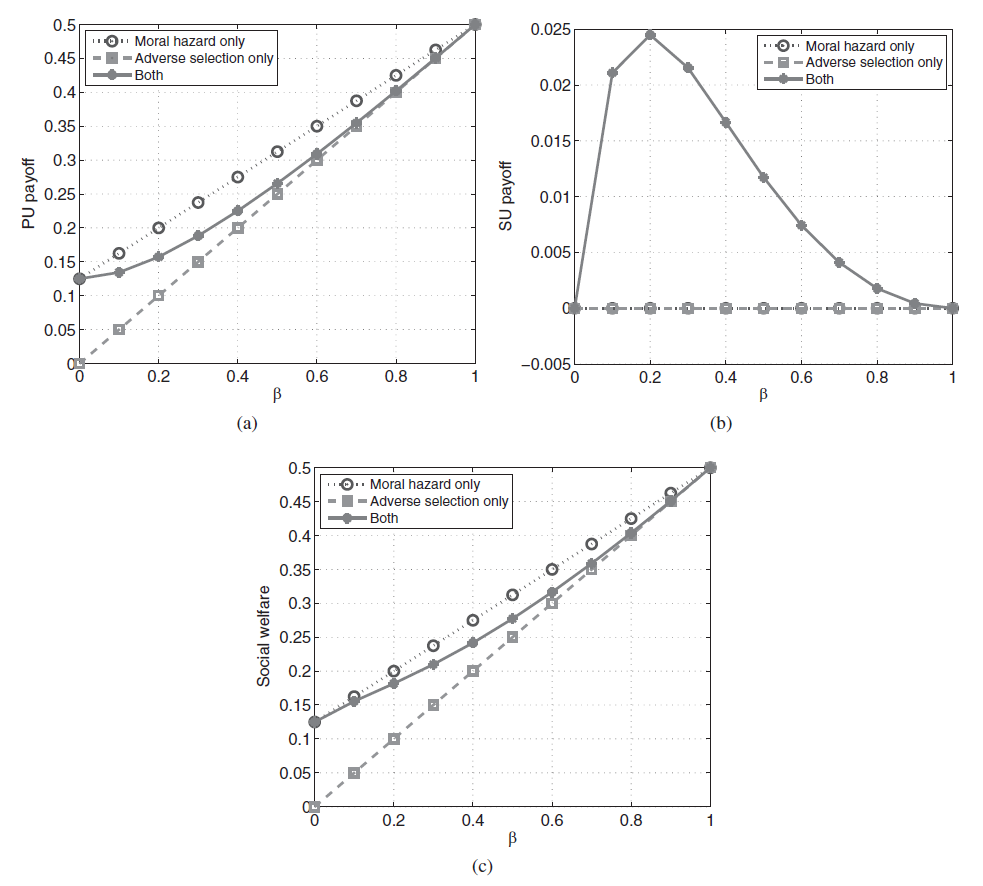 0.5
0.45
0.4
0.35
0.3
0.25
0.2
0.15
0.1
0.05
0
PU payoff
Moral hazard only
Adverse selection only
Both
0 0.2 0.4 0.6 0.8 1
β
(a)
0.025
0.02
0.015
0.01
0.005
0
−0.005
SU payoff
Moral hazard only
Adverse selection only
Both
0 0.2 0.4 0.6 0.8 1
β
(b)
0.5
0.45
0.4
0.35
0.3
0.25
0.2
0.15
0.1
0.05
0
Social welfare
Moral hazard only
Adverse selection only
Both
0 0.2 0.4 0.6 0.8 1
β
(c)